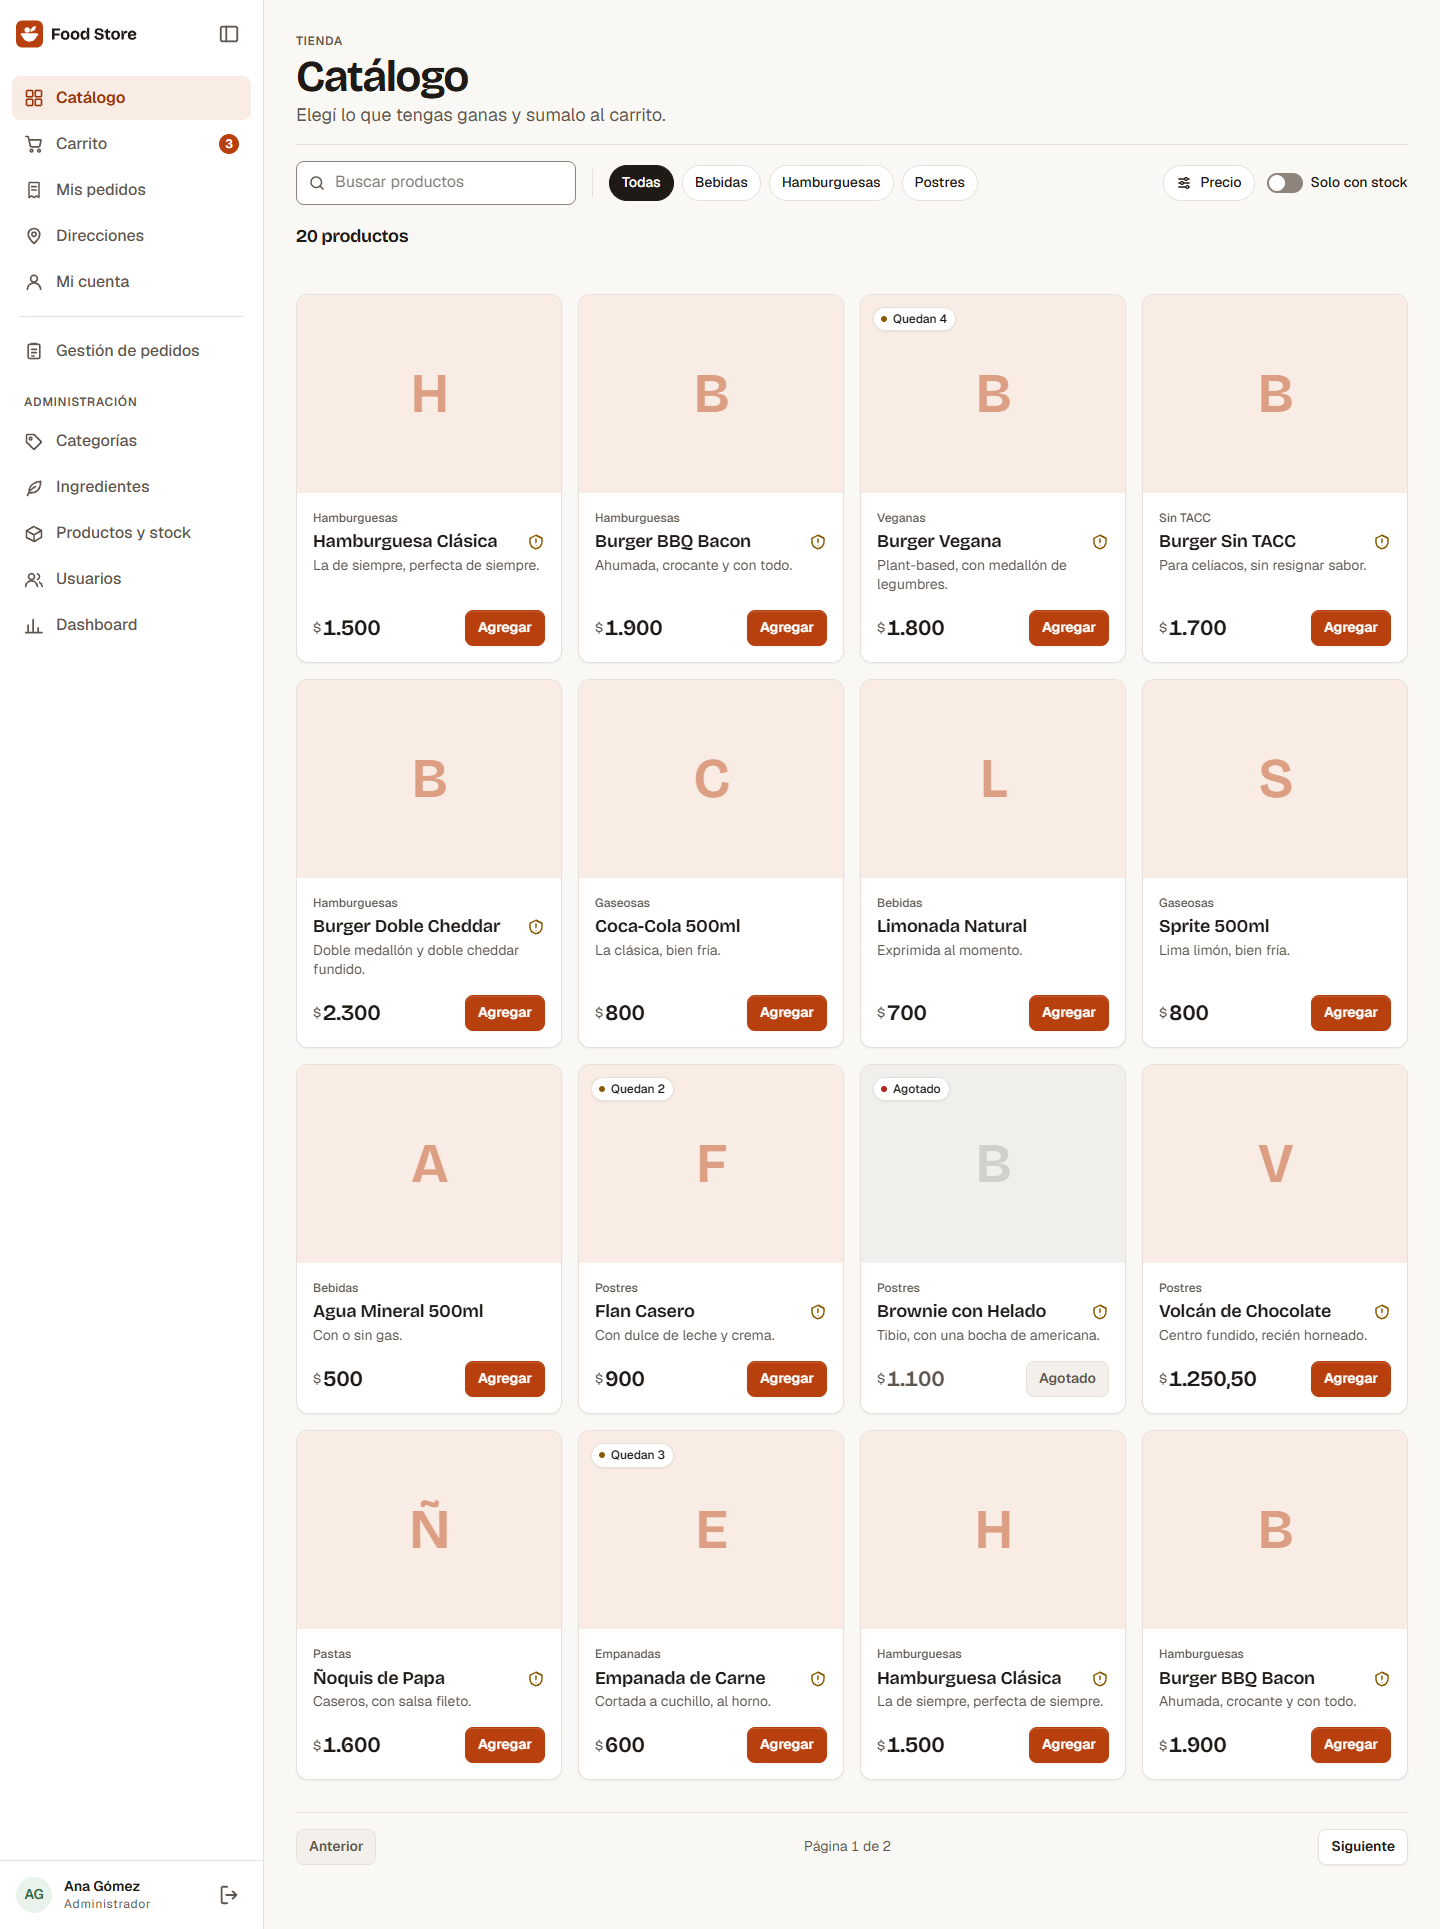 Food Store
Catálogo
Carrito
3
Mis pedidos
Direcciones
Mi cuenta
Gestión de pedidos
ADMINISTRACIÓN
Categorías
Ingredientes
Productos y stock
Usuarios
Dashboard
AG
Ana Gómez
Administrador
TIENDA
Catálogo
Elegí lo que tengas ganas y sumalo al carrito.
Buscar productos
Todas
Bebidas
Hamburguesas
Postres
Precio
Solo con stock
20 productos
H
Hamburguesas
Hamburguesa Clásica
La de siempre, perfecta de siempre.
$1.500
Agregar
B
Hamburguesas
Burger BBQ Bacon
Ahumada, crocante y con todo.
$1.900
Agregar
Quedan 4
B
Veganas
Burger Vegana
Plant-based, con medallón de
legumbres.
$1.800
Agregar
B
Sin TACC
Burger Sin TACC
Para celíacos, sin resignar sabor.
$1.700
Agregar
B
Hamburguesas
Burger Doble Cheddar
Doble medallón y doble cheddar
fundido.
$2.300
Agregar
C
Gaseosas
Coca-Cola 500ml
La clásica, bien fría.
$800
Agregar
L
Bebidas
Limonada Natural
Exprimida al momento.
$700
Agregar
S
Gaseosas
Sprite 500ml
Lima limón, bien fría.
$800
Agregar
A
Bebidas
Agua Mineral 500ml
Con o sin gas.
$500
Agregar
Quedan 2
F
Postres
Flan Casero
Con dulce de leche y crema.
$900
Agregar
Agotado
B
Postres
Brownie con Helado
Tibio, con una bocha de americana.
$1.100
Agotado
V
Postres
Volcán de Chocolate
Centro fundido, recién horneado.
$1.250,50
Agregar
Ñ
Pastas
Ñoquis de Papa
Caseros, con salsa fileto.
$1.600
Agregar
Quedan 3
E
Empanadas
Empanada de Carne
Cortada a cuchillo, al horno.
$600
Agregar
H
Hamburguesas
Hamburguesa Clásica
La de siempre, perfecta de siempre.
$1.500
Agregar
B
Hamburguesas
Burger BBQ Bacon
Ahumada, crocante y con todo.
$1.900
Agregar
Anterior
Página 1 de 2
Siguiente